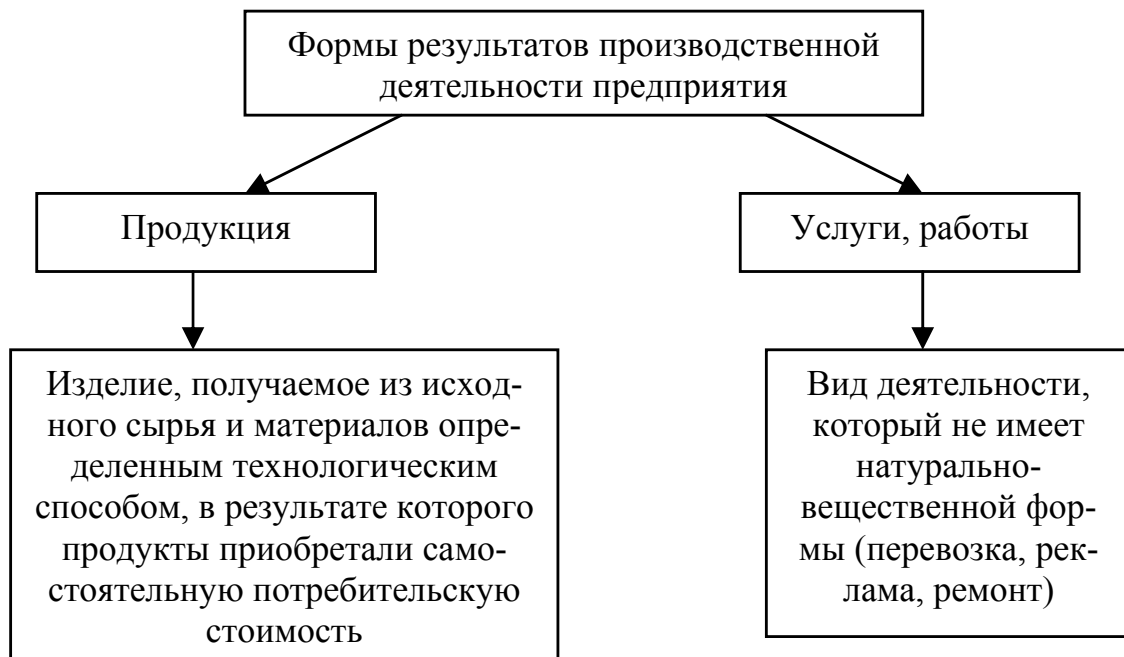 Формы результатов производственной
деятельности предприятия
Продукция
Услуги, работы
Изделие, получаемое из исход-
ного сырья и материалов опре-
деленным технологическим
способом, в результате которого
продукты приобретали само-
стоятельную потребительскую
стоимость
Вид деятельности,
который не имеет
натурально-
вещественной фор-
мы (перевозка, рек-
лама, ремонт)